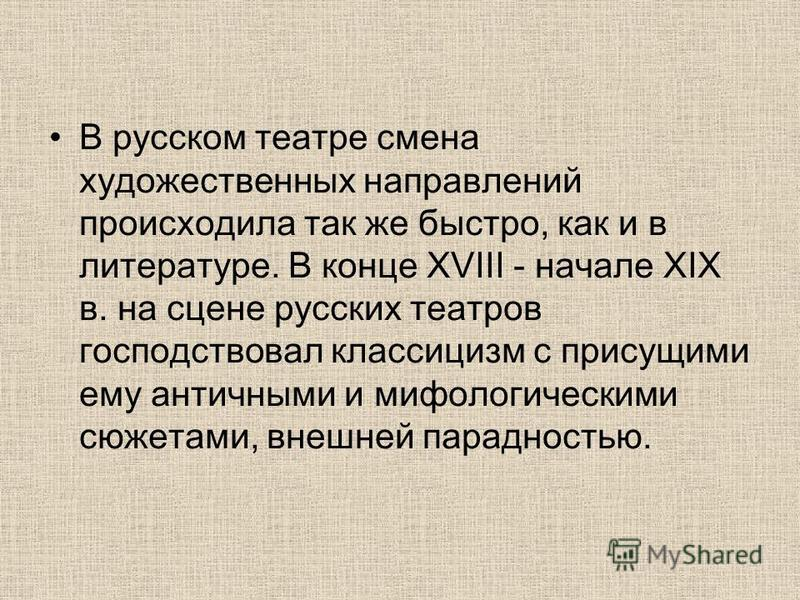 • В русском театре смена
художественных направлений
происходила так же быстро, как и в
литературе. В конце XVIII - начале XIX
в. на сцене русских театров
господствовал классицизм с присущими
ему античными и мифологическими
сюжетами, внешней парадностью.
MyShared